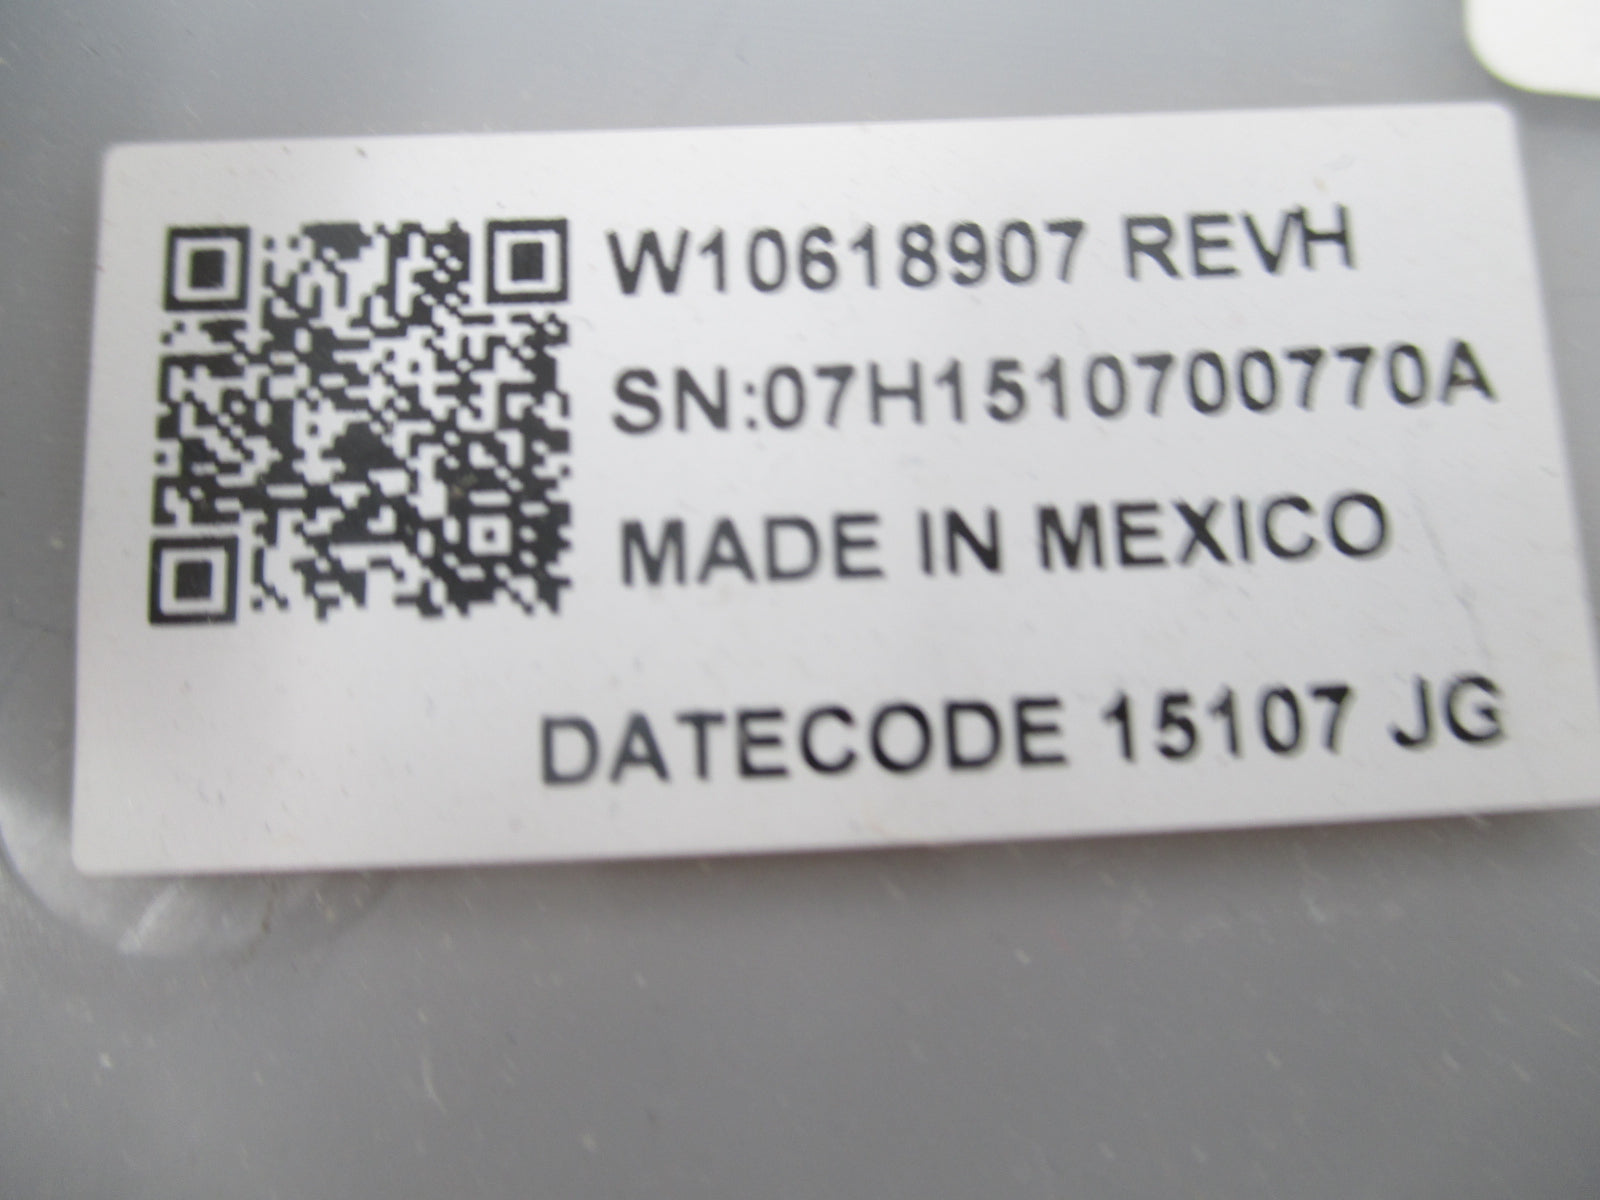 W10618907 REVH
SN:07H1510700770A
MADE IN MEXICO
DATECODE 15107 JG